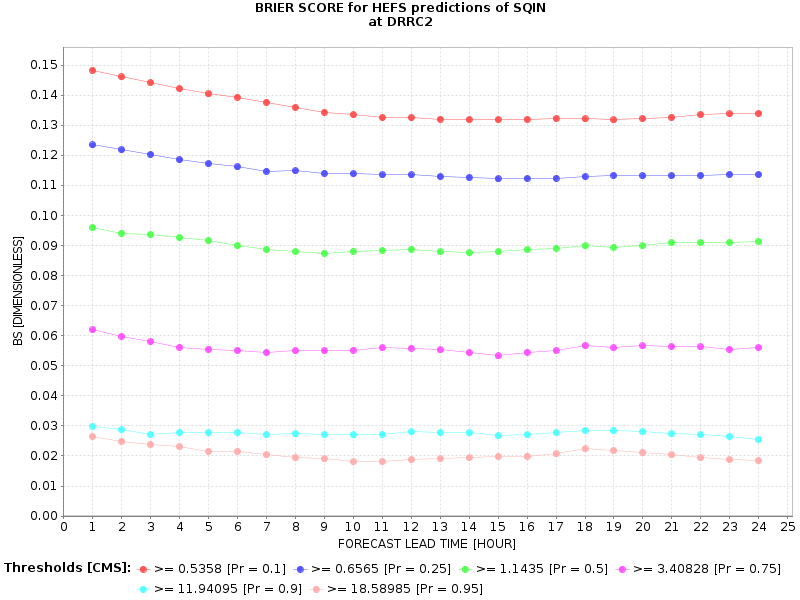 BRIER SCORE for HEFS predictions of SQIN
at DRRC2
0.15
0.14
0.13
0.12
0.11
0.10
0.09
0.08
0.07
0.06
0.05
0.04
0.03
0.02
0.01
0.00
BS [DIMENSIONLESS]
0 1 2 3 4 5 6 7 8 9 10 11 12 13 14 15 16 17 18 19 20 21 22 23 24 25
FORECAST LEAD TIME [HOUR]
Thresholds [CMS]: >= 0.5358 [Pr = 0.1] >= 0.6565 [Pr = 0.25] >= 1.1435 [Pr = 0.5] >= 3.40828 [Pr = 0.75]
>= 11.94095 [Pr = 0.9] >= 18.58985 [Pr = 0.95]